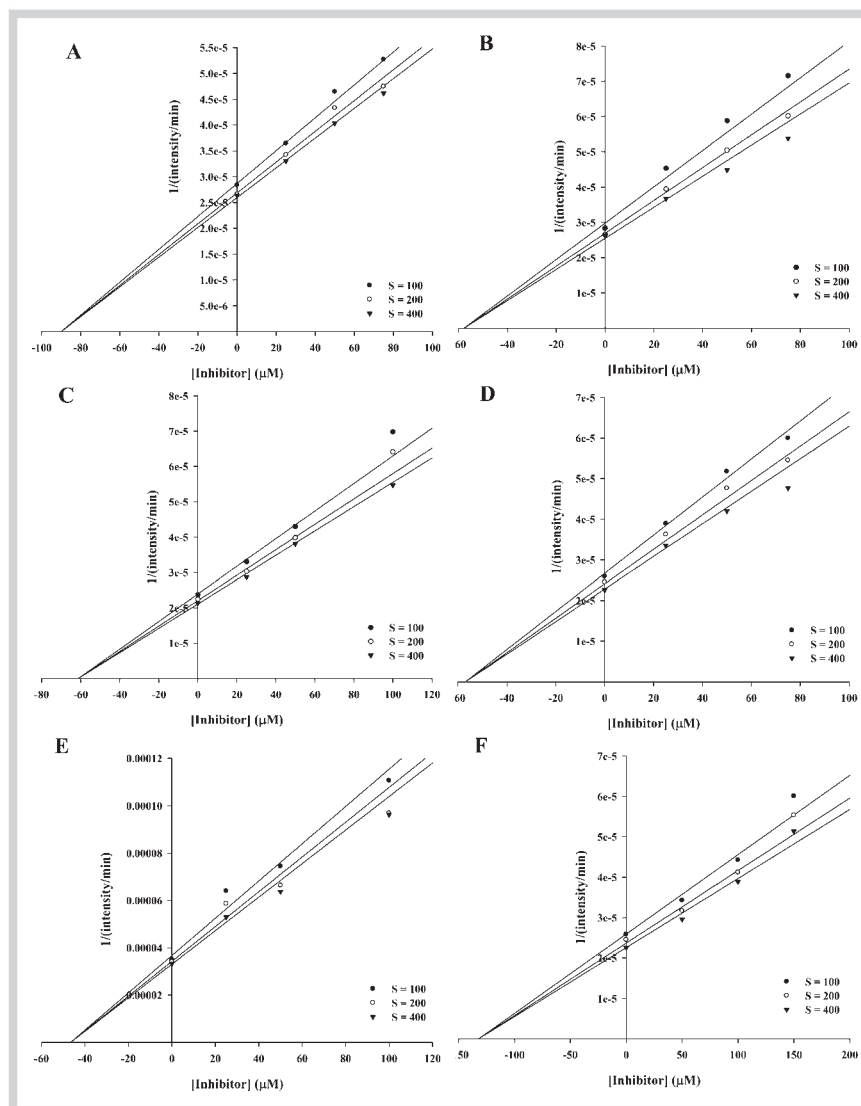 A
1/(intensity/min)
5.5e-5
5.0e-5
4.5e-5
4.0e-5
3.5e-5
3.0e-5
2.5e-5
2.0e-5
1.5e-5
1.0e-5
5.0e-6
S = 100
S = 200
S = 400
-100 -80 -60 -40 -20 0 20 40 60 80 100
[Inhibitor] (µM)
B
1/(intensity/min)
8e-5
7e-5
6e-5
5e-5
4e-5
3e-5
2e-5
1e-5
S = 100
S = 200
S = 400
-60 -40 -20 0 20 40 60 80 100
[Inhibitor] (µM)
C
1/(intensity/min)
8e-5
7e-5
6e-5
5e-5
4e-5
3e-5
2e-5
1e-5
S = 100
S = 200
S = 400
-80 -60 -40 -20 0 20 40 60 80 100 120
[Inhibitor] (µM)
D
1/(intensity/min)
7e-5
6e-5
5e-5
4e-5
3e-5
2e-5
1e-5
S = 100
S = 200
S = 400
-60 -40 -20 0 20 40 60 80 100
[Inhibitor] (µM)
E
1/(intensity/min)
0.00012
0.00010
0.00008
0.00006
0.00004
0.00002
S = 100
S = 200
S = 400
-60 -40 -20 0 20 40 60 80 100 120
[Inhibitor] (µM)
F
1/(intensity/min)
7e-5
6e-5
5e-5
4e-5
3e-5
2e-5
1e-5
S = 100
S = 200
S = 400
50 -100 -50 0 50 100 150 200
[Inhibitor] (µM)